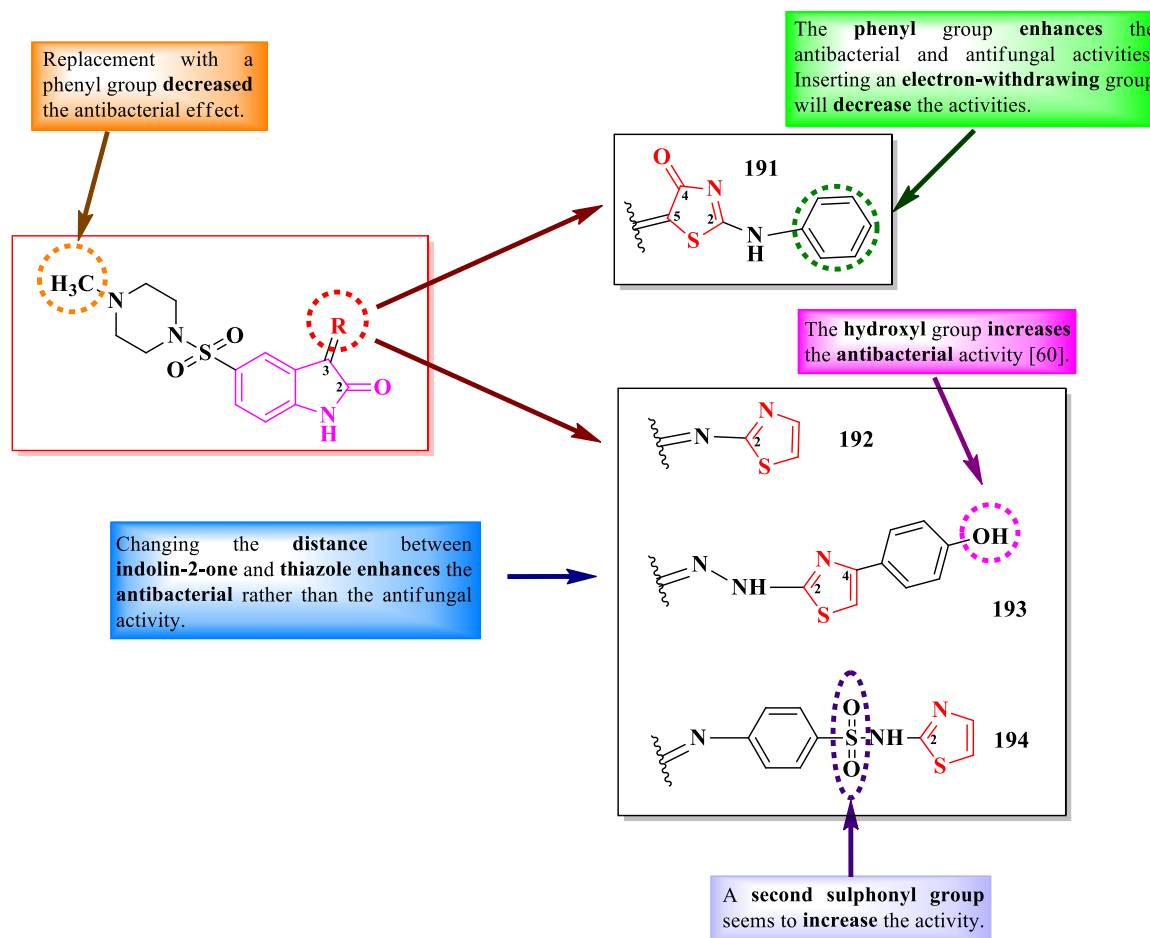 Replacement with a
phenyl group decreased
the antibacterial effect.
The phenyl group enhances the
antibacterial and antifungal activities
Inserting an electron-withdrawing group
will decrease the activities.
191
O
4
N
5
2
S
N
H
H₃C
N
N
O
S
O
R
3
2
O
N
H
The hydroxyl group increases
the antibacterial activity [60].
N
N
2
S
192
Changing the distance between
indolin-2-one and thiazole enhances the
antibacterial rather than the antifungal
activity.
N
NH
N
4
2
S
OH
193
N
O
S
O
NH
N
2
S
194
A second sulphonyl group
seems to increase the activity.